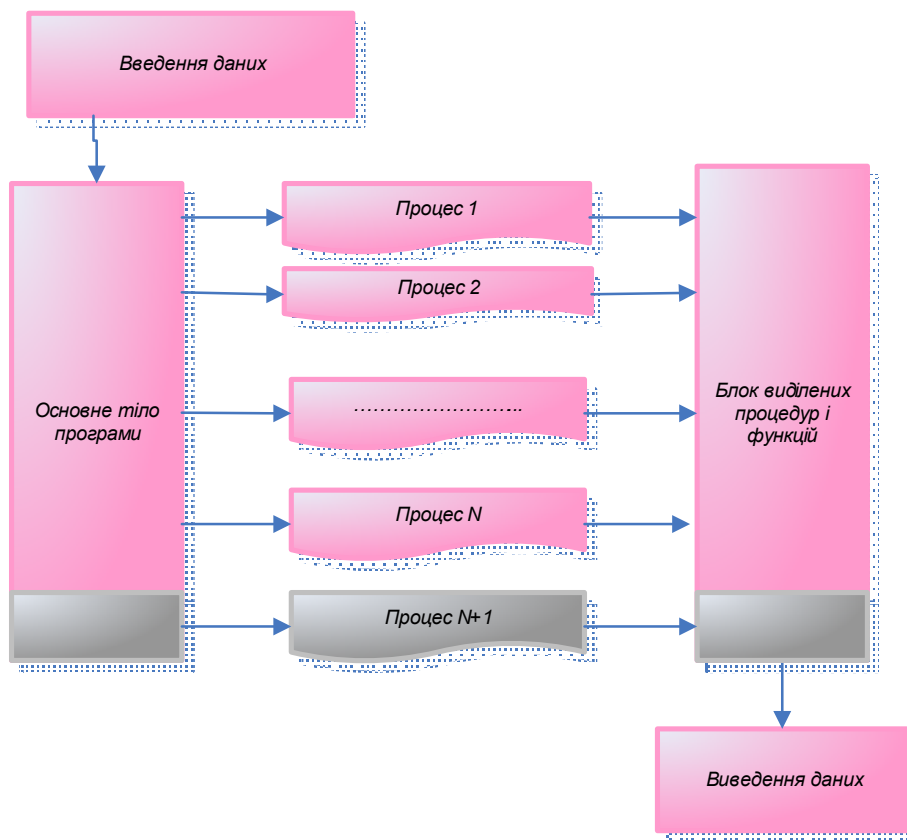 Введення даних
Процес 1
Процес 2
Основне тіло
програми
……………………...
Блок виділених
процедур і
функцій
Процес N
Процес N+1
Виведення даних